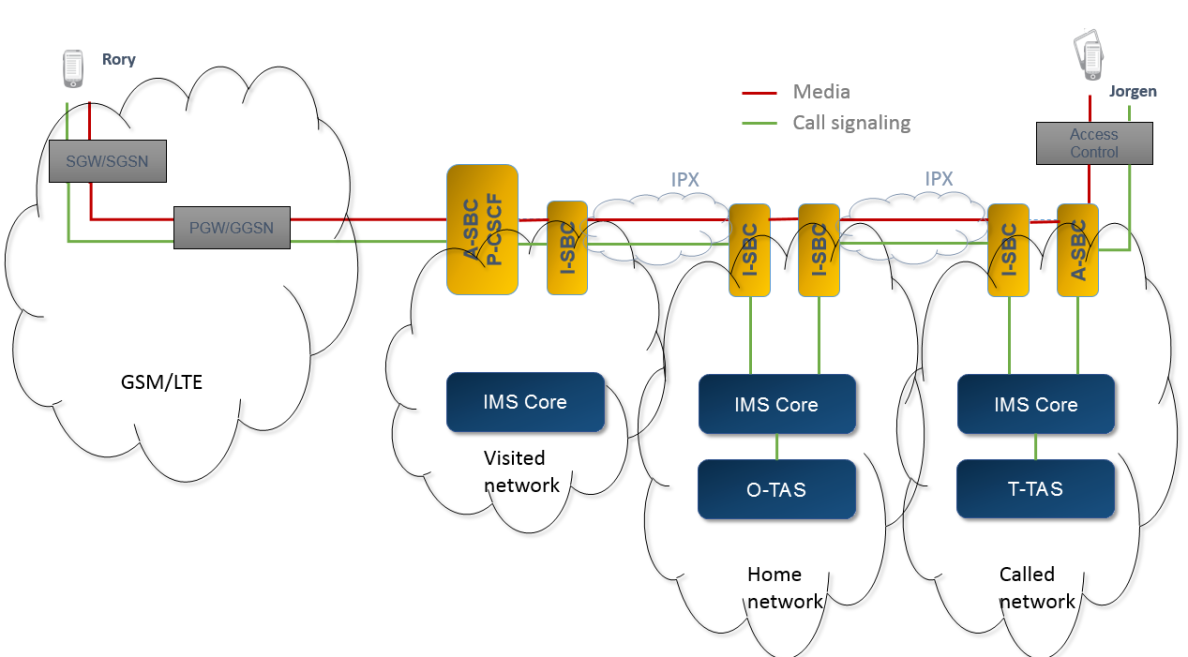 Rory
Jorgen
Media
Call signaling
Access
Control
SGW/SGSN
PGW/GGSN
A-SBC
P-CSCF
I-SBC
IPX
I-SBC
I-SBC
IPX
I-SBC
A-SBC
GSM/LTE
IMS Core
IMS Core
IMS Core
Visited
network
O-TAS
T-TAS
Home
network
Called
network